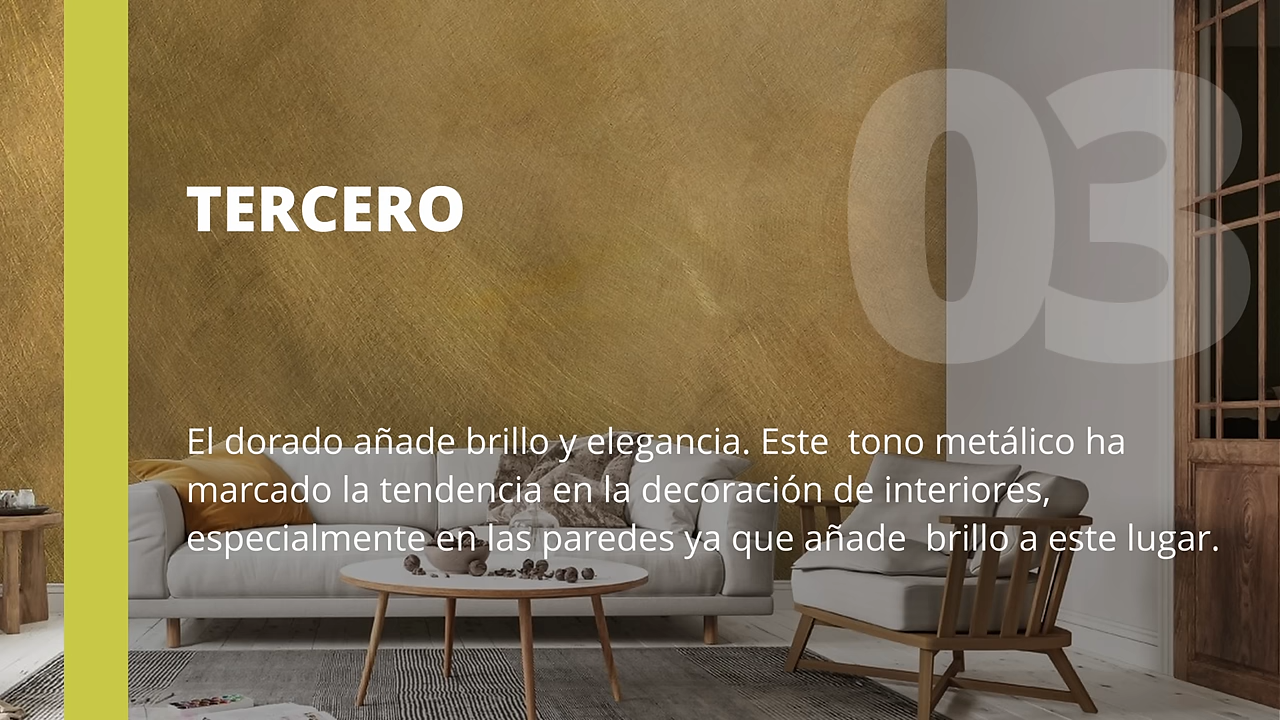 03
TERCERO
El dorado añade brillo y elegancia. Este  tono metálico ha
marcado la tendencia en la decoración de interiores,
especialmente en las paredes ya que añade  brillo a este lugar.